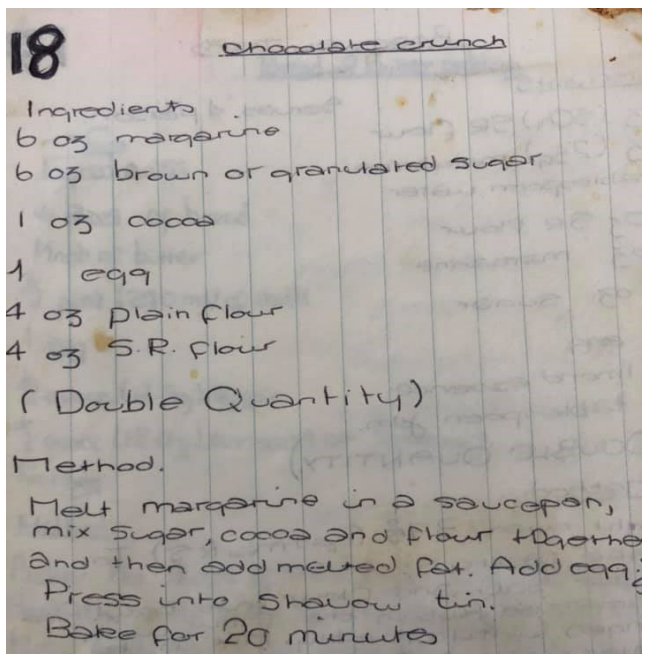 18
Chocolate crunch
Ingredients
6 oz margarine
6 oz brown or granulated sugar
1 oz cocoa
1 egg
4 oz plain flour
4 oz S.R. flour
(Double Quantity)
Method.
Melt margarine in a saucepan,
mix sugar, cocoa and flour togethe
and then add melted fat. Add egg.
Press into shallow tin.
Bake for 20 minutes